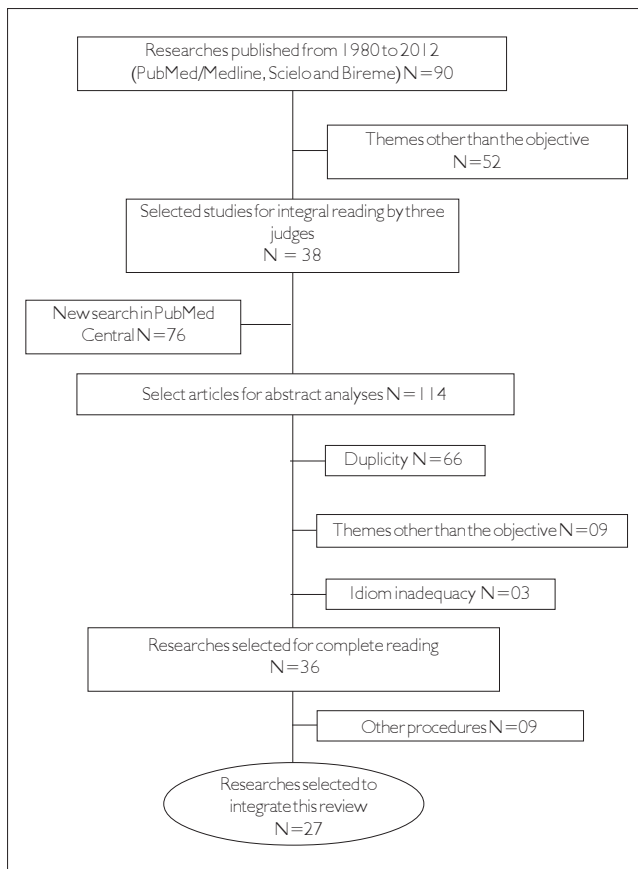 Researches published from 1980 to 2012
(PubMed/Medline, Scielo and Bireme) N=90
Themes other than the objective
N=52
Selected studies for integral reading by three
judges
N = 38
New search in PubMed
Central N=76
Select articles for abstract analyses N=114
Duplicity N=66
Themes other than the objective N=09
Idiom inadequacy N=03
Researches selected for complete reading
N=36
Other procedures N=09
Researches selected to
integrate this review
N=27